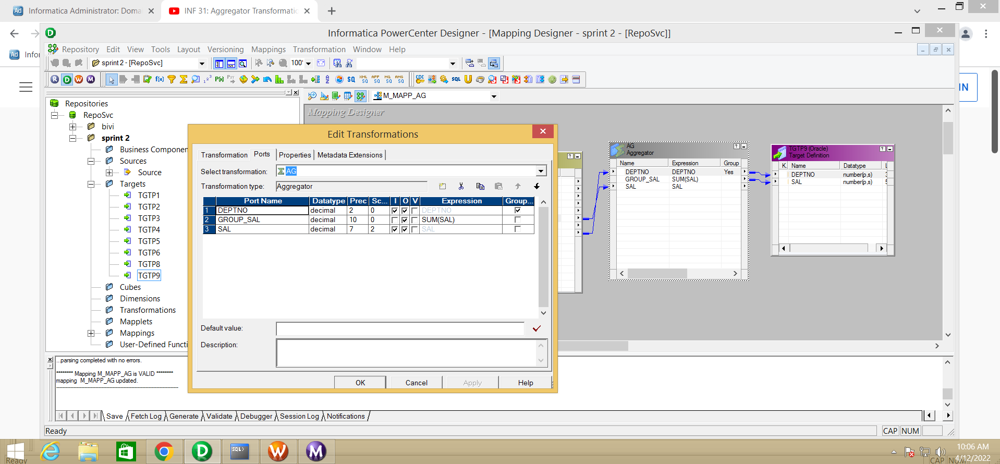 Informatica Administrator: Doma
INF 31: Aggregator Transformatic
Informatica PowerCenter Designer - [Mapping Designer - sprint 2 - [RepoSvc]]
Infor
Repository Edit View Tools Layout Versioning Mappings Transformation Window Help
sprint 2 - [RepoSvc]
100%
IN
M_MAPP_AG
Mapping Designer
Repositories
RepoSvc
bivi
sprint 2
Business Componen
Sources
Source
Targets
TGTP1
TGTP2
TGTP3
TGTP4
TGTP5
TGTP6
TGTP8
TGTP9
Cubes
Dimensions
Transformations
Mapplets
Mappings
User-Defined Functi
Edit Transformations
Transformation Ports Properties Metadata Extensions
Select transformation: AG
Transformation type: Aggregator
Port Name Datatype Prec Sc... I O V Expression Group...
1 DEPTNO decimal 2 0 DEPTNO
2 GROUP_SAL decimal 10 0 SUM(SAL)
3 SAL decimal 7 2 SAL
Default value:
Description:
OK Cancel Apply Help
AG
Aggregator
Name Expression Group
DEPTNO DEPTNO Yes
GROUP_SAL SUM(SAL)
SAL SAL
TGTP9 (Oracle)
Target Definition
K. Name Datatype L
DEPTNO number(p,s) 3
SAL number(p,s) 5
...parsing completed with no errors.
******** Mapping M_MAPP_AG is VALID ********
mapping M_MAPP_AG updated.
Save Fetch Log Generate Validate Debugger Session Log Notifications
Ready
CAP NUM
10:06 AM
4/12/2022
Ready
CAP NUM